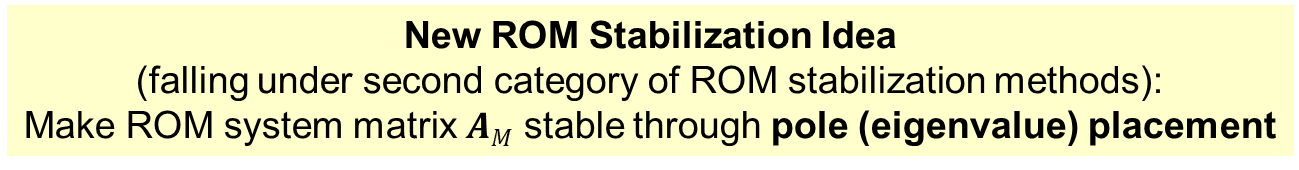 New ROM Stabilization Idea
(falling under second category of ROM stabilization methods):
Make ROM system matrix 𝑨𝑀 stable through pole (eigenvalue) placement